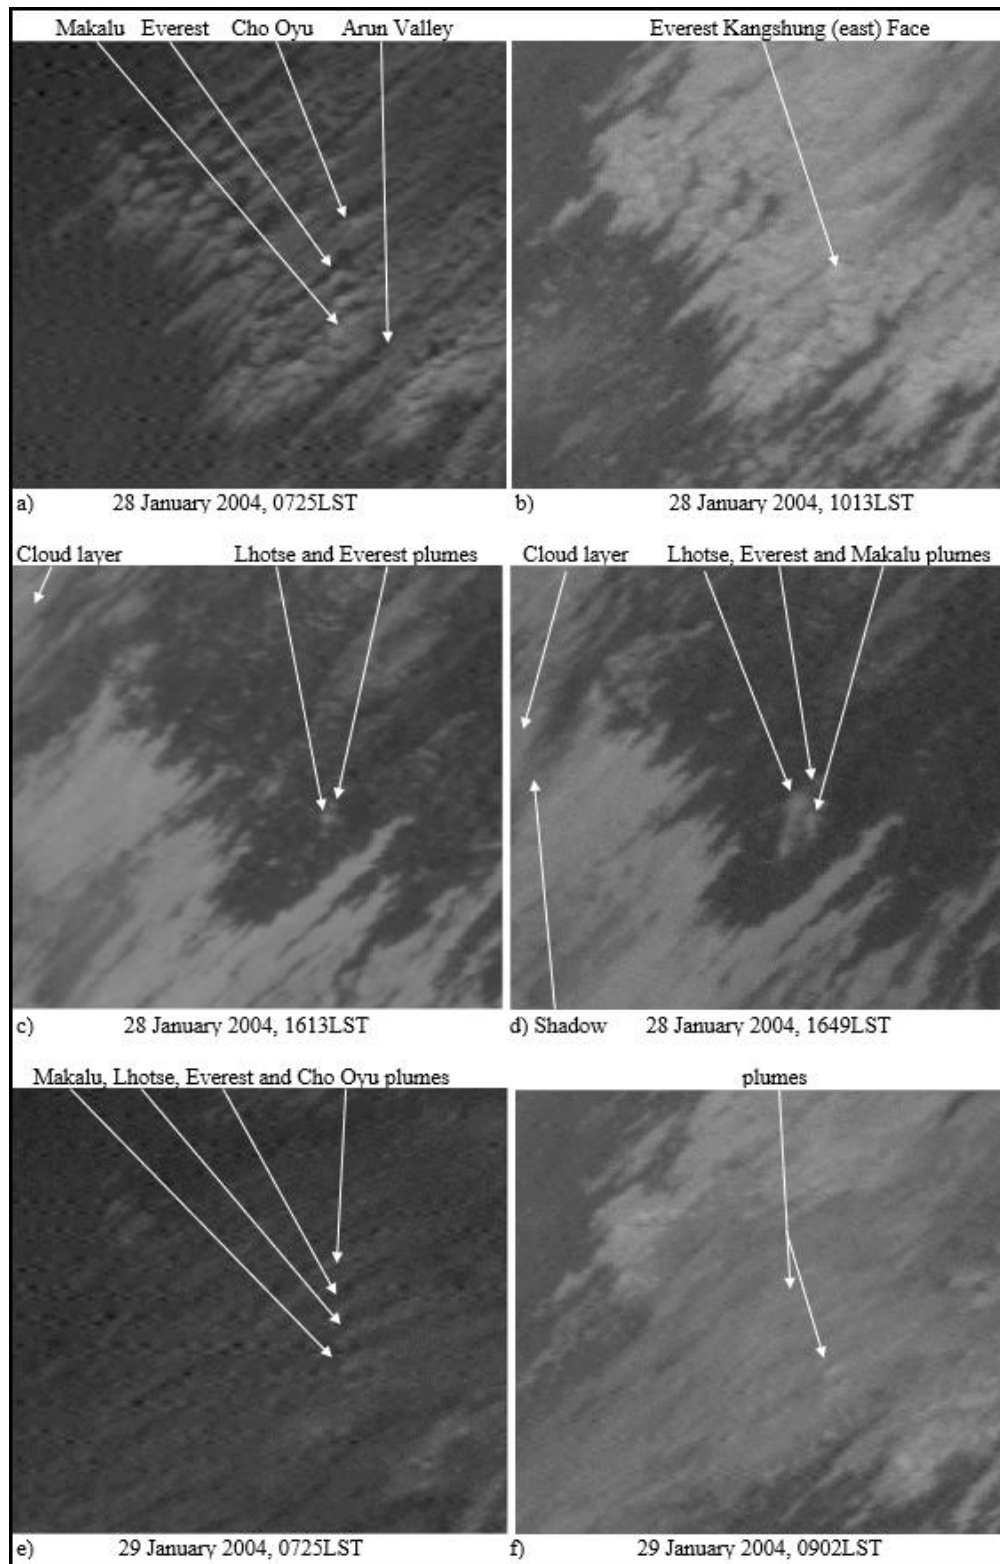 Makalu Everest Cho Oyu Arun Valley
Everest Kangshung (east) Face
a) 28 January 2004, 0725LST
b) 28 January 2004, 1013LST
Cloud layer Lhotse and Everest plumes
Cloud layer Lhotse, Everest and Makalu plumes
c) 28 January 2004, 1613LST
d) Shadow 28 January 2004, 1649LST
Makalu, Lhotse, Everest and Cho Oyu plumes
plumes
e) 29 January 2004, 0725LST
f) 29 January 2004, 0902LST